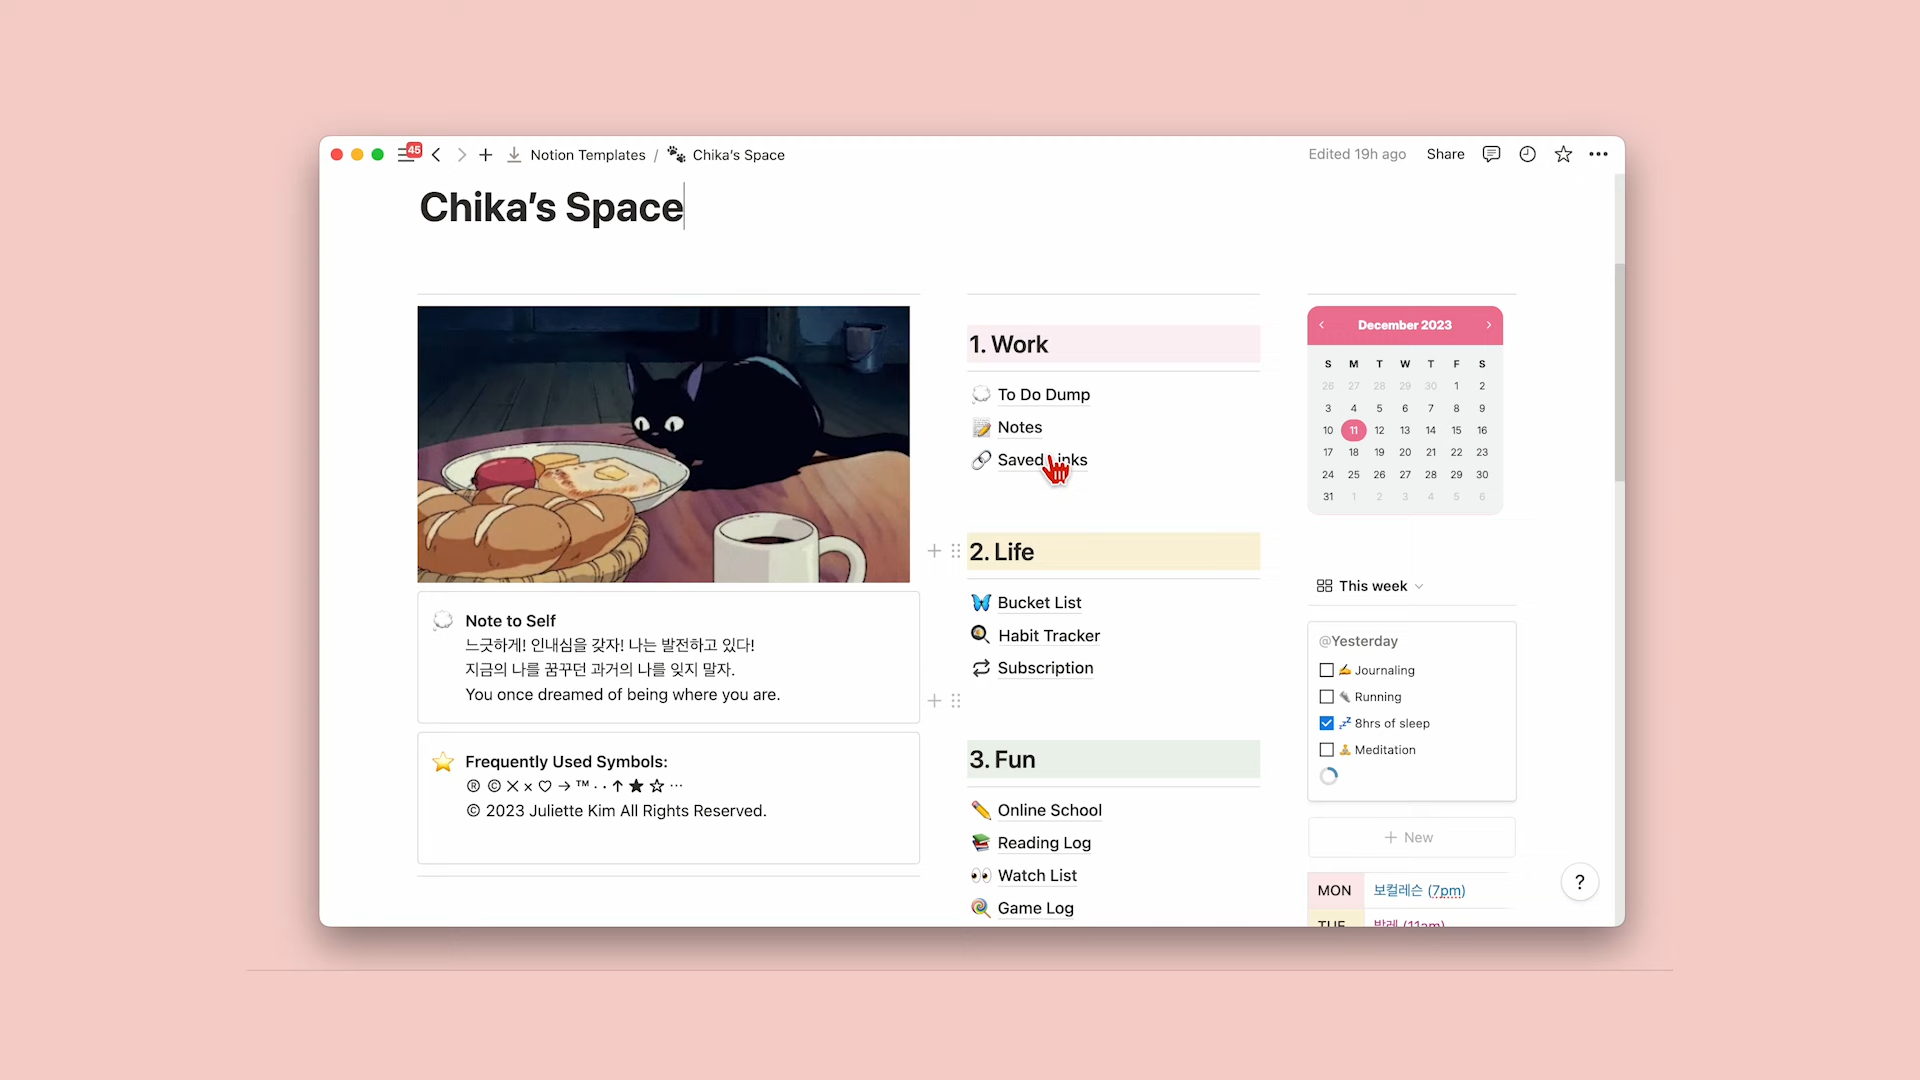 45
Notion Templates / Chika's Space
Edited 19h ago
Share
Chika's Space
Note to Self
느긋하게! 인내심을 갖자! 나는 발전하고 있다!
지금의 나를 꿈꾸던 과거의 나를 잊지 말자.
You once dreamed of being where you are.
Frequently Used Symbols:
® © ✕ × ♡ → ™ · · ↑ ★ ☆ ⋯
© 2023 Juliette Kim All Rights Reserved.
1. Work
To Do Dump
Notes
2. Life
Bucket List
Habit Tracker
Subscription
3. Fun
Online School
Reading Log
Watch List
Game Log
December 2023
S M T W T F S
26 27 28 29 30 1 2
3 4 5 6 7 8 9
10 11 12 13 14 15 16
17 18 19 20 21 22 23
24 25 26 27 28 29 30
31 1 2 3 4 5 6
This week
@Yesterday
Journaling
Running
8hrs of sleep
Meditation
+ New
MON 보컬레슨 (7pm)
TUE 발레 (11am)
?